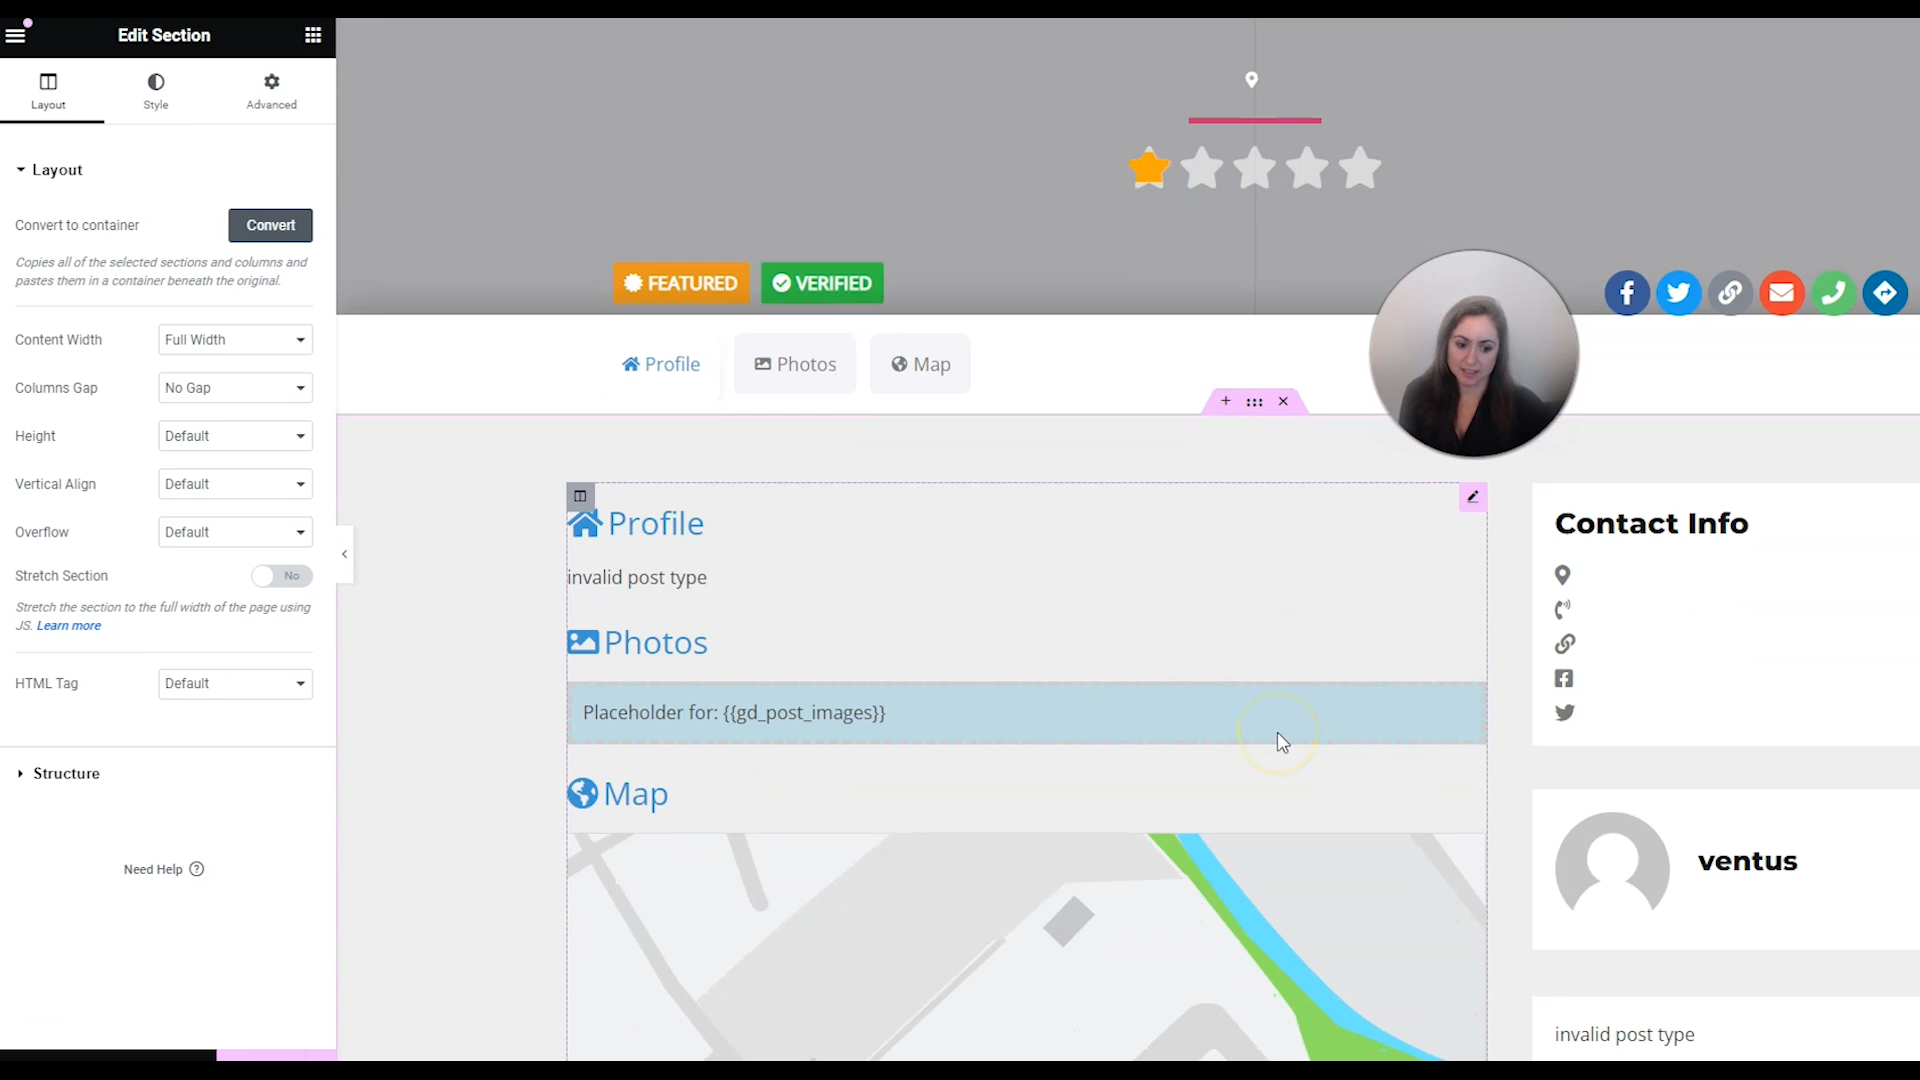 Edit Section
Layout
Style
Advanced
Layout
Convert to container
Convert
Copies all of the selected sections and columns and
pastes them in a container beneath the original.
Content Width
Full Width
Columns Gap
No Gap
Height
Default
Vertical Align
Default
Overflow
Default
Stretch Section
No
Stretch the section to the full width of the page using
JS. Learn more
HTML Tag
Default
Structure
Need Help
FEATURED
VERIFIED
Profile
Photos
Map
Profile
invalid post type
Photos
Placeholder for: {{gd_post_images}}
Map
Contact Info
ventus
invalid post type